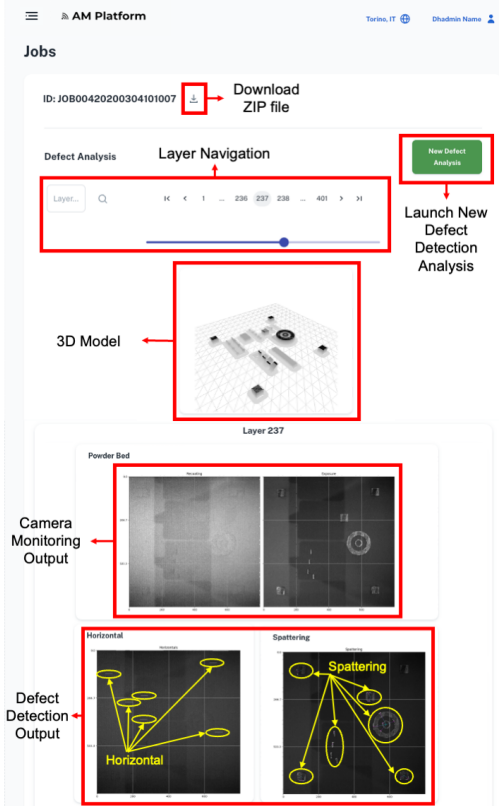 AM Platform
Torino, IT
Dhadmin Name
Jobs
ID: JOB00420200304101007
Download
ZIP file
Defect Analysis
Layer Navigation
New Defect
Analysis
Layer...
1 ... 236 237 238 ... 401
Launch New
Defect
Detection
Analysis
3D Model
Layer 237
Powder Bed
Recoating
Exposure
Camera
Monitoring
Output
Horizontal
Spattering
Horizontal
Spattering
Spattering
Defect
Detection
Output
Horizontal